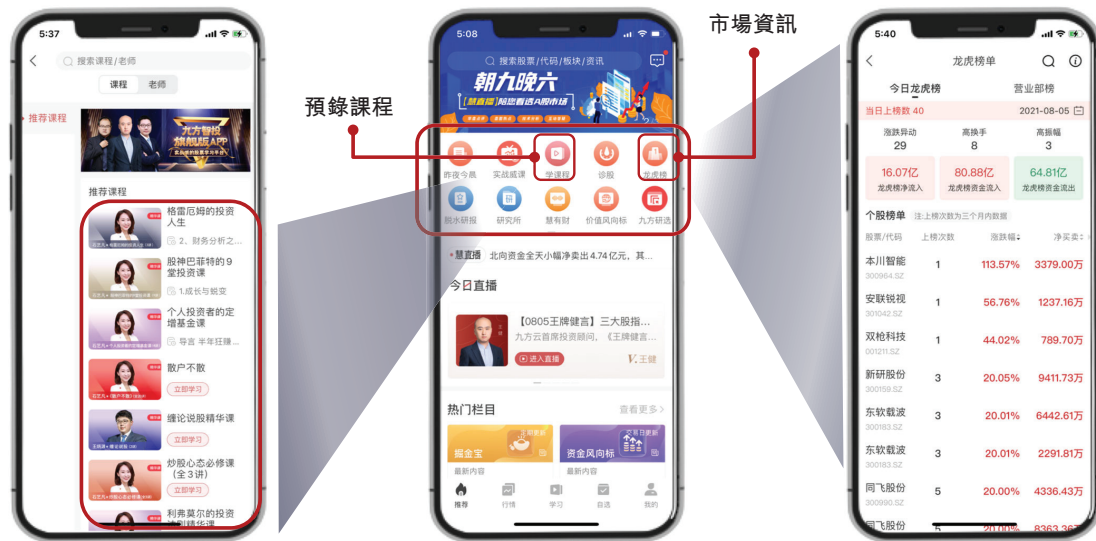 5:37
搜索课程/老师
课程
老师
推荐课程
九方智投
旗舰版APP
推荐课程
格雷厄姆的投资
人生
2、财务分析之...
股神巴菲特的9
堂投资课
1.成长与蜕变
个人投资者的定
增基金课
导言 半年狂赚...
散户不散
立即学习
缠论说股精华课
立即学习
炒股心态必修课
（全3讲）
立即学习
利弗莫尔的投资
預錄課程
5:08
搜索股票/代码/板块/资讯
朝九晚六
【慧直播】陪您看透A股市场
昨夜今晨
实战威课
学课程
诊股
龙虎榜
脱水研报
研究所
慧有财
价值风向标
九方研选
慧直播
北向资金全天小幅净卖出4.74亿元，其...
今日直播
【0805王牌健言】三大股指...
九方云首席投资顾问，《王牌健言...
进入直播
V.王健
热门栏目
查看更多>
掘金宝
资金风向标
交易日更新
最新内容
最新内容
推荐
行情
学习
自选
我的
市場資訊
5:40
龙虎榜单
今日龙虎榜
营业部榜
当日上榜数 40
2021-08-05
涨跌异动
高换手
高振幅
29
8
3
16.07亿
80.88亿
64.81亿
龙虎榜净流入
龙虎榜资金流入
龙虎榜资金流出
个股榜单
注:上榜次数为三个月内数据
股票/代码
上榜次数
涨跌幅
净买卖
本川智能
1
113.57%
3379.00万
300964.SZ
安联锐视
1
56.76%
1237.16万
301042.SZ
双枪科技
1
44.02%
789.70万
001211.SZ
新研股份
3
20.05%
9411.73万
300159.SZ
东软载波
3
20.01%
6442.61万
300183.SZ
东软载波
3
20.01%
2291.81万
300183.SZ
同飞股份
5
20.00%
4336.43万
300990.SZ
同飞股份
5
20.00%
8363.36万